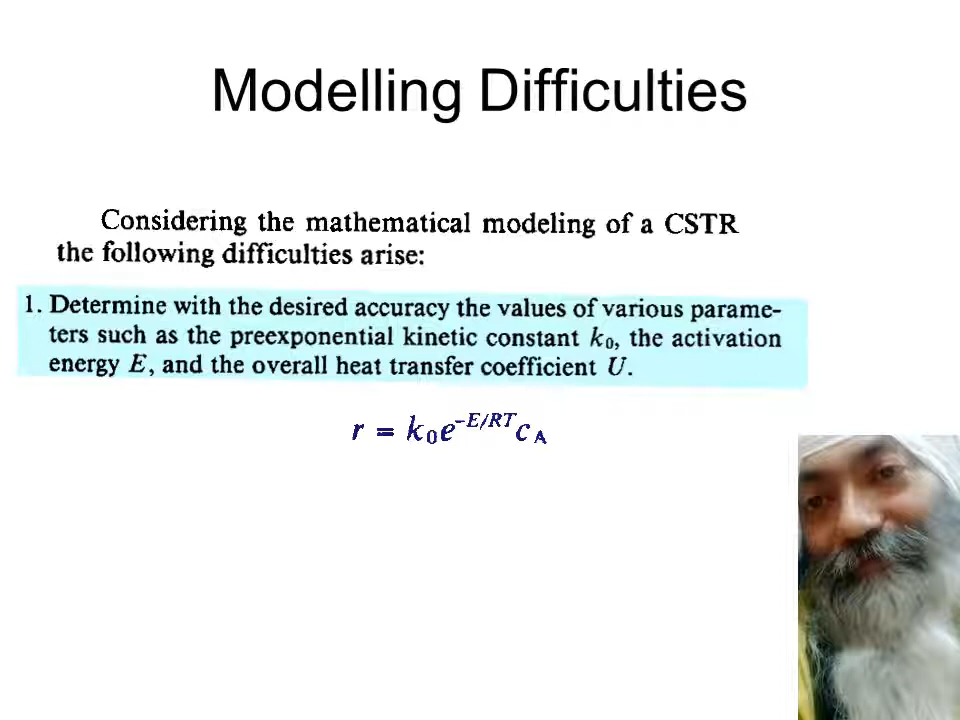 Modelling Difficulties
Considering the mathematical modeling of a CSTR
the following difficulties arise:
1. Determine with the desired accuracy the values of various parame-
ters such as the preexponential kinetic constant k₀, the activation
energy E, and the overall heat transfer coefficient U.
r = k₀e^(-E/RT) c_A